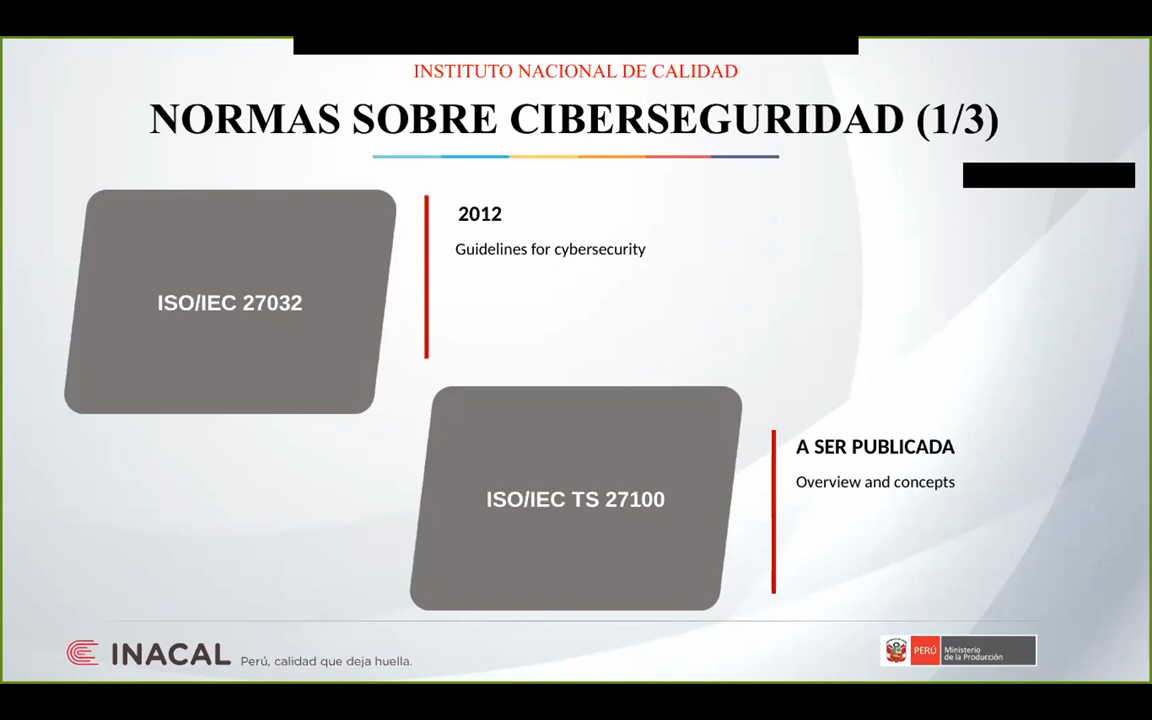 INSTITUTO NACIONAL DE CALIDAD
NORMAS SOBRE CIBERSEGURIDAD (1/3)
ISO/IEC 27032
2012
Guidelines for cybersecurity
ISO/IEC TS 27100
A SER PUBLICADA
Overview and concepts
INACAL Perú, calidad que deja huella.
PERÚ
Ministerio
de la Producción